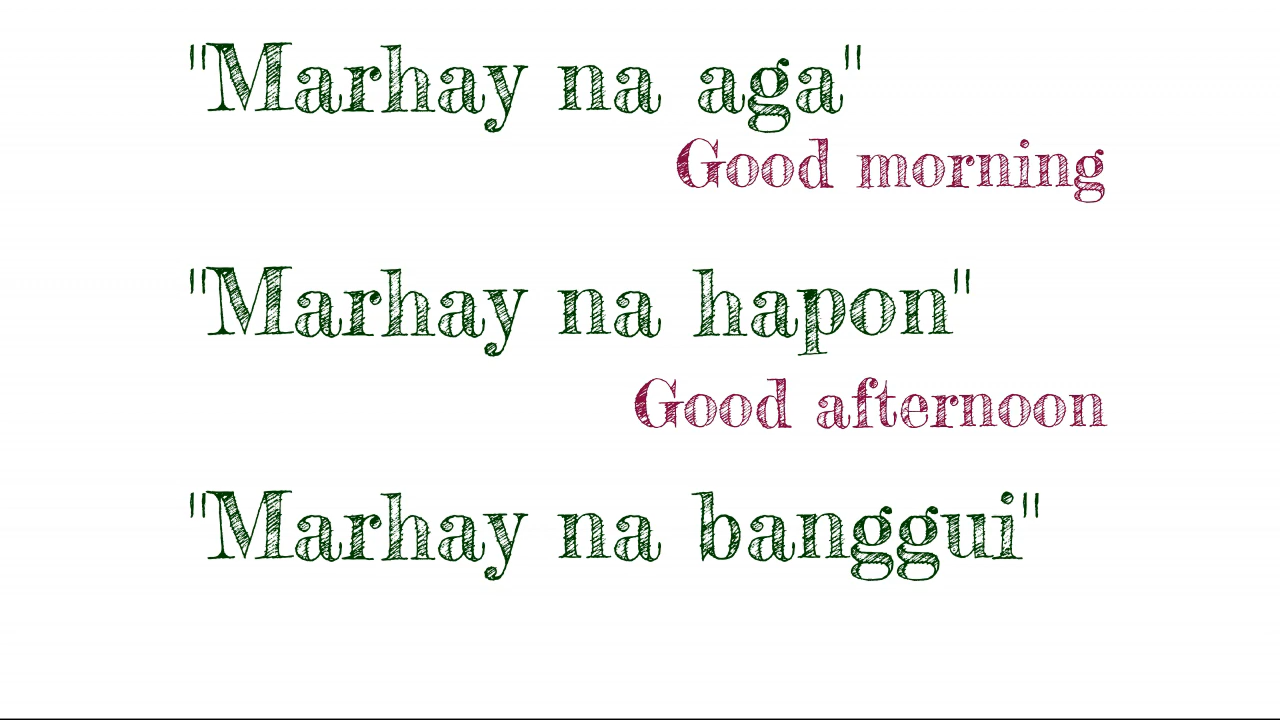 "Marhay na aga"
Good morning
"Marhay na hapon"
Good afternoon
"Marhay na banggui"